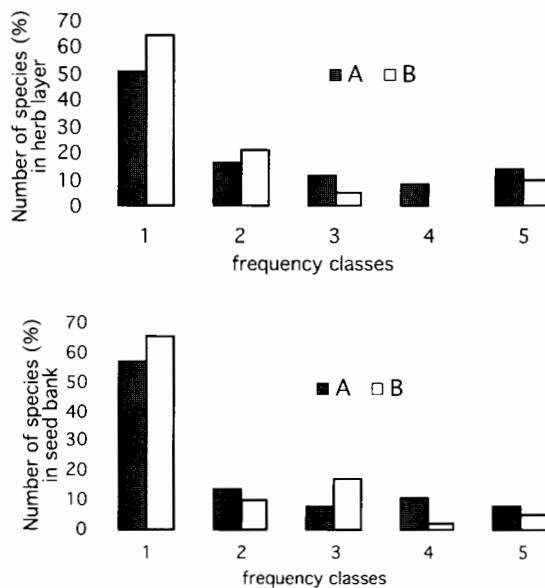 Number of species (%)
in herb layer
70
60
50
40
30
20
10
0
A B
1 2 3 4 5
frequency classes
Number of species (%)
in seed bank
70
60
50
40
30
20
10
0
A B
1 2 3 4 5
frequency classes